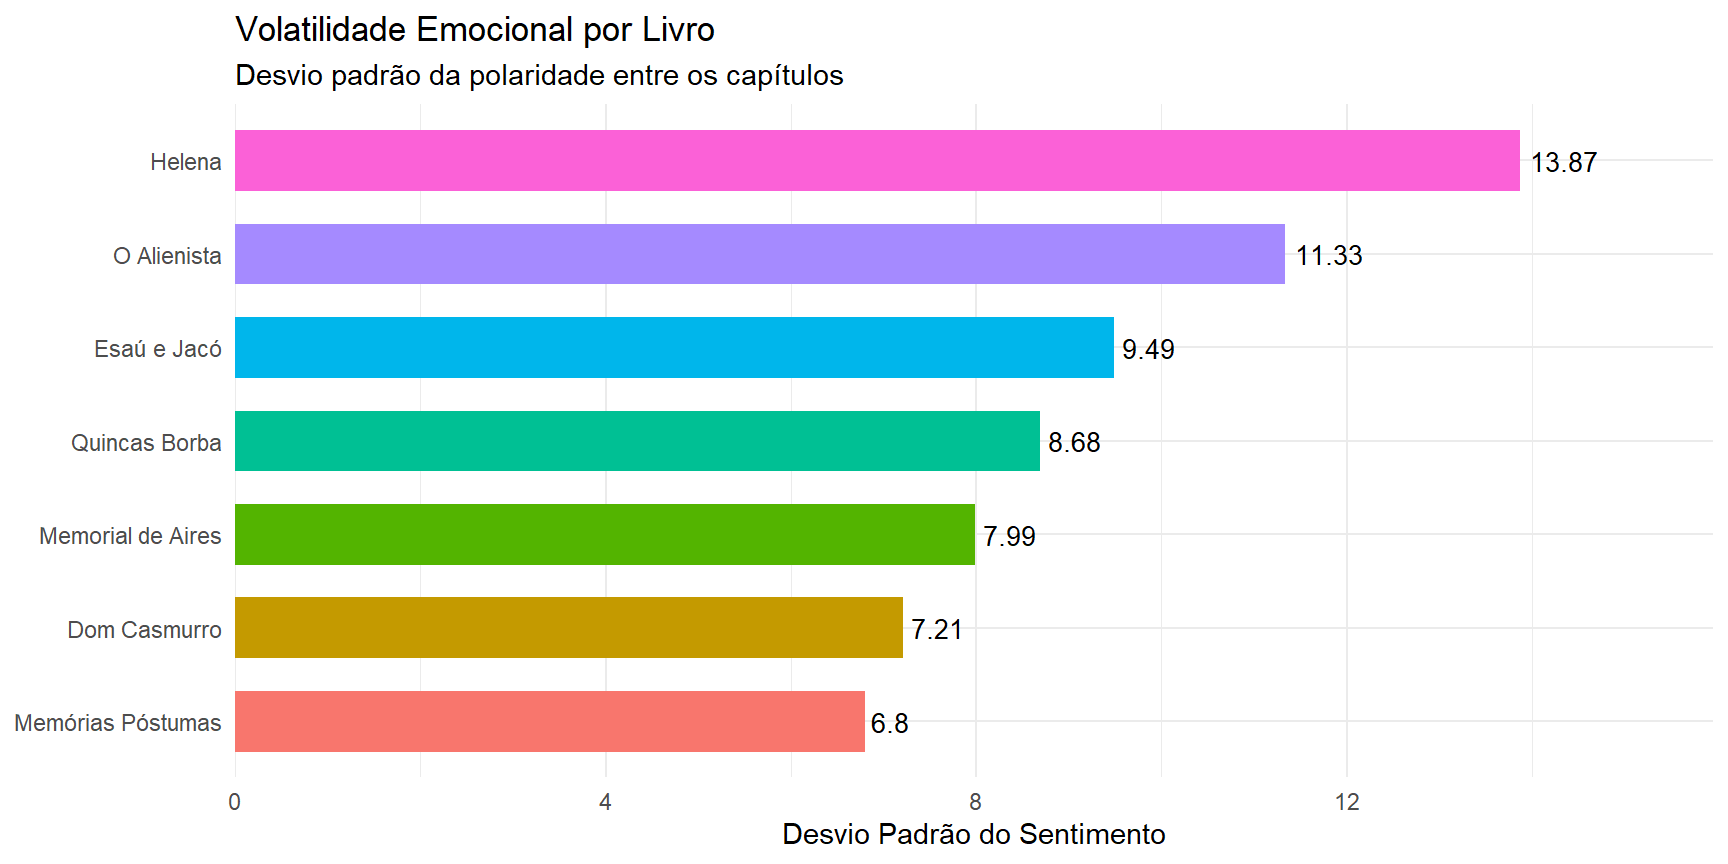 Volatilidade Emocional por Livro
Desvio padrão da polaridade entre os capítulos
Helena 13.87
O Alienista 11.33
Esaú e Jacó 9.49
Quincas Borba 8.68
Memorial de Aires 7.99
Dom Casmurro 7.21
Memórias Póstumas 6.8
0 4 8 12
Desvio Padrão do Sentimento